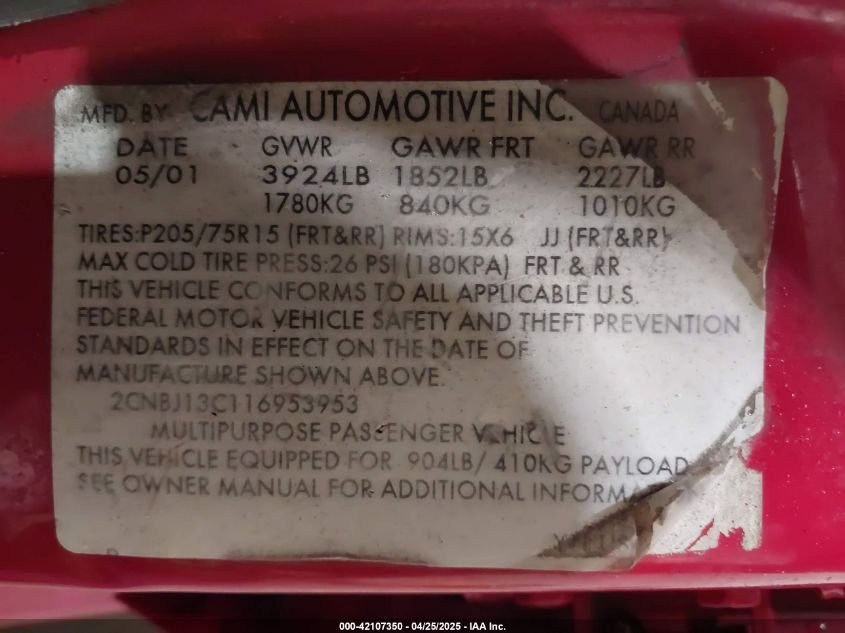 MFD. BY CAMI AUTOMOTIVE INC. CANADA
DATE GVWR GAWR FRT GAWR RR
05/01 3924LB 1852LB 2227LB
1780KG 840KG 1010KG
TIRES:P205/75R15 (FRT&RR) RIMS:15X6 JJ (FRT&RR)
MAX COLD TIRE PRESS:26 PSI (180KPA) FRT & RR
THIS VEHICLE CONFORMS TO ALL APPLICABLE U.S.
FEDERAL MOTOR VEHICLE SAFETY AND THEFT PREVENTION
STANDARDS IN EFFECT ON THE DATE OF
MANUFACTURE SHOWN ABOVE.
2CNBJ13C116953953
MULTIPURPOSE PASSENGER VEHICLE
THIS VEHICLE EQUIPPED FOR 904LB/ 410KG PAYLOAD
SEE OWNER MANUAL FOR ADDITIONAL
000-42107350 - 04/25/2025 - IAA Inc.